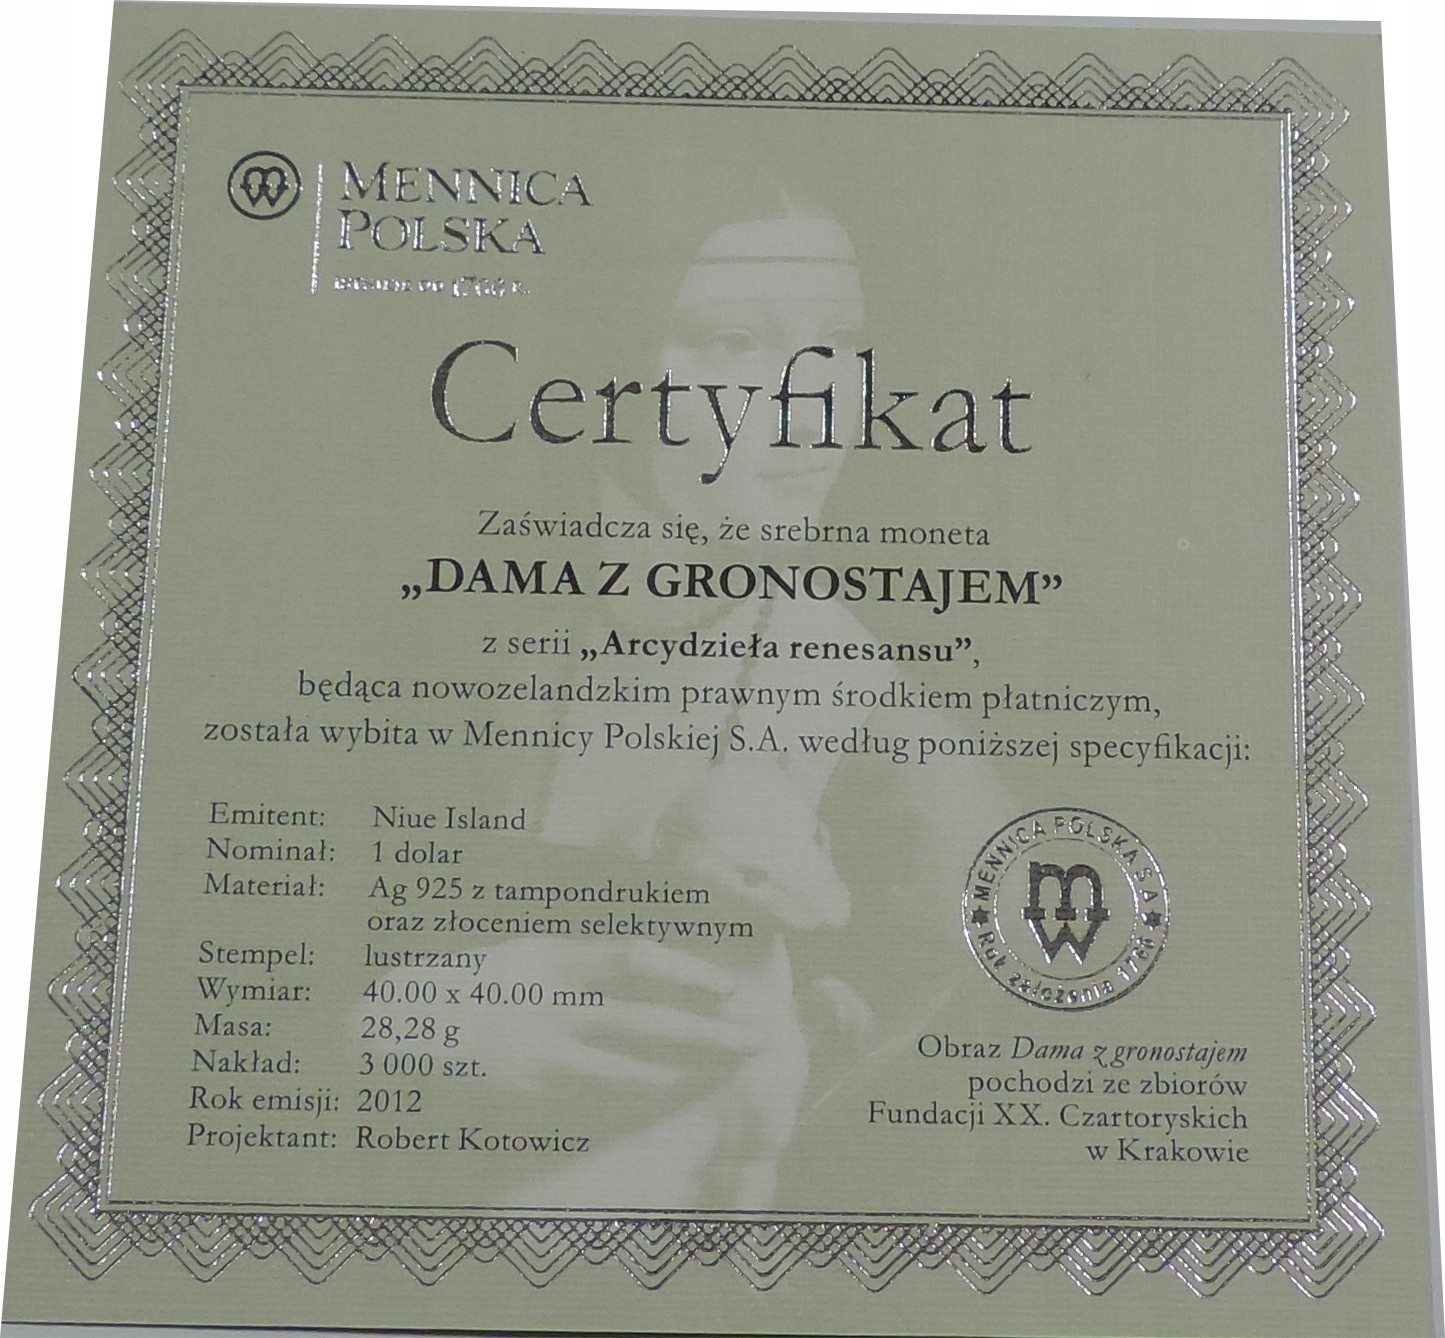 MENNICA
POLSKA
Certyfikat
Zaświadcza się, że srebrna moneta
„DAMA Z GRONOSTAJEM”
z serii „Arcydzieła renesansu”,
będąca nowozelandzkim prawnym środkiem płatniczym,
została wybita w Mennicy Polskiej S.A. według poniższej specyfikacji:
Emitent: Niue Island
Nominał: 1 dolar
Materiał: Ag 925 z tampondrukiem
oraz złoceniem selektywnym
Stempel: lustrzany
Wymiar: 40.00 x 40.00 mm
Masa: 28,28 g
Nakład: 3 000 szt.
Rok emisji: 2012
Projektant: Robert Kotowicz
MENNICA POLSKA S.A
Rok założenia 1766
Obraz Dama z gronostajem
pochodzi ze zbiorów
Fundacji XX. Czartoryskich
w Krakowie